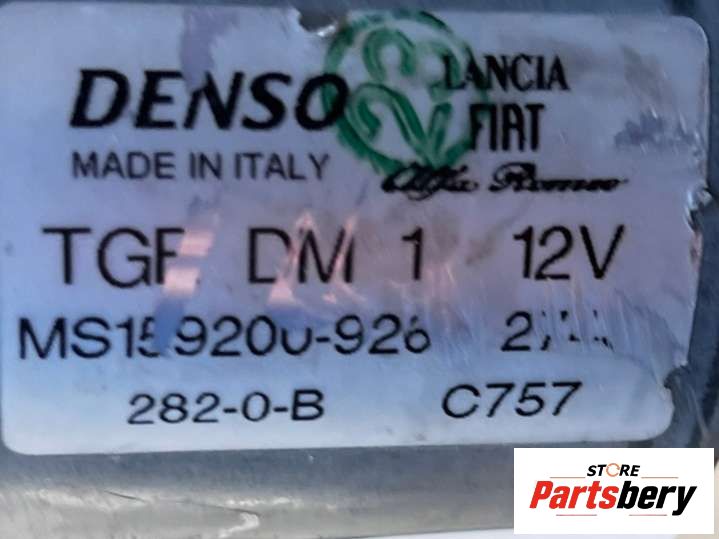 DENSO
LANCIA
FIAT
Alfa Romeo
MADE IN ITALY
DM 1 12V
282-0-B C757
STORE
Partsbery